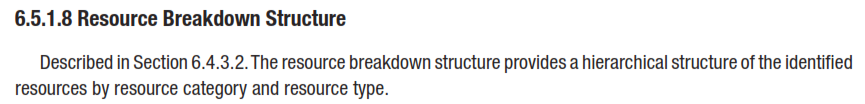 6.5.1.8 Resource Breakdown Structure
Described in Section 6.4.3.2. The resource breakdown structure provides a hierarchical structure of the identified
resources by resource category and resource type.